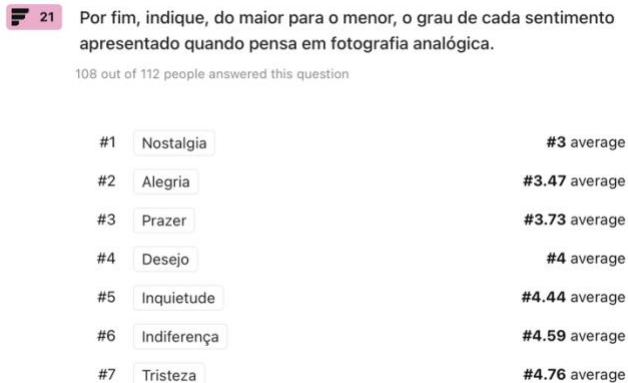 21 Por fim, indique, do maior para o menor, o grau de cada sentimento
apresentado quando pensa em fotografia analógica.
108 out of 112 people answered this question
#1 Nostalgia #3 average
#2 Alegria #3.47 average
#3 Prazer #3.73 average
#4 Desejo #4 average
#5 Inquietude #4.44 average
#6 Indiferença #4.59 average
#7 Tristeza #4.76 average